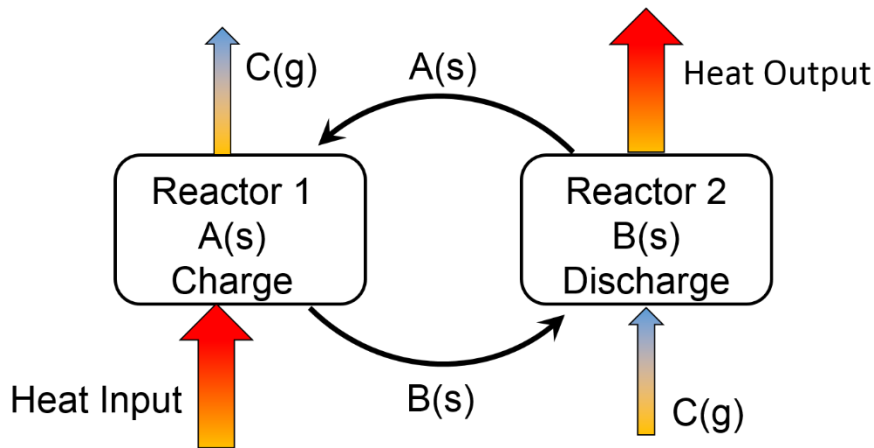 C(g)
A(s)
Heat Output
Reactor 1
A(s)
Charge
Reactor 2
B(s)
Discharge
Heat Input
B(s)
C(g)